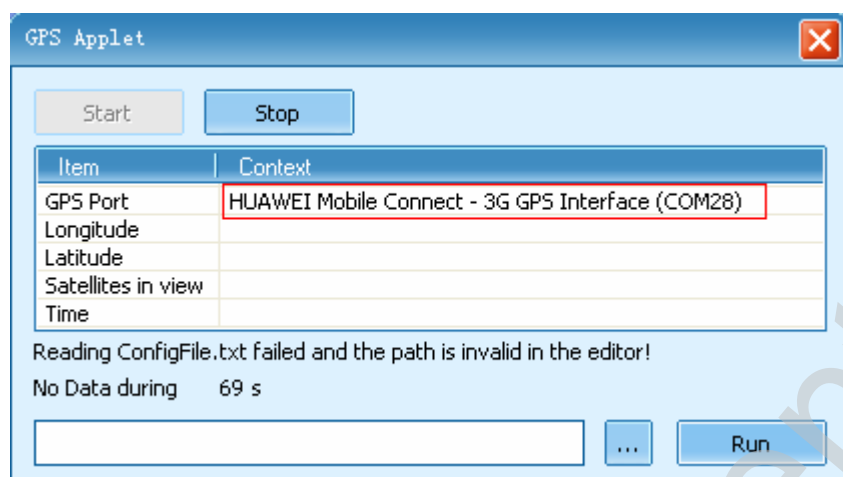 GPS Applet
Start Stop
Item Context
GPS Port HUAWEI Mobile Connect - 3G GPS Interface (COM28)
Longitude
Latitude
Satellites in view
Time
Reading ConfigFile.txt failed and the path is invalid in the editor!
No Data during 69 s
... Run